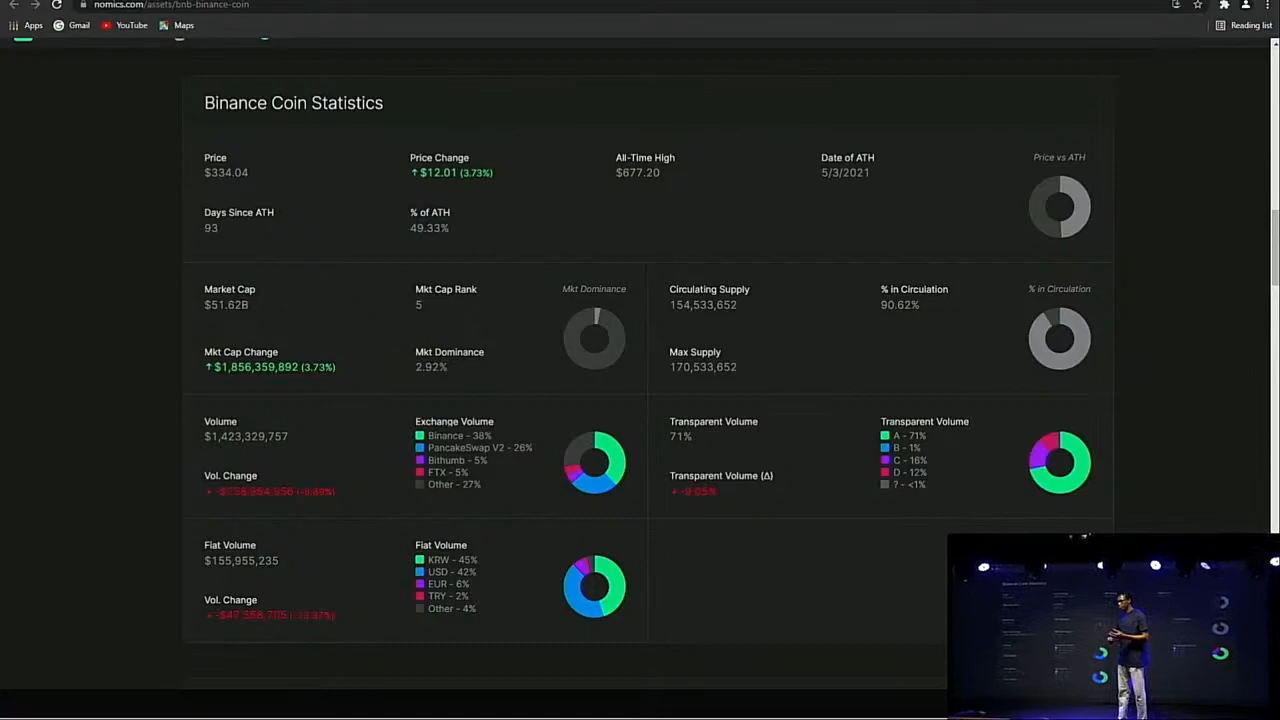 nomics.com/assets/bnb-binance-coin
Apps Gmail YouTube Maps Reading list
Binance Coin Statistics
Price Price Change All-Time High Date of ATH Price vs ATH
$334.04 ↑ $12.01 (3.73%) $677.20 5/3/2021
Days Since ATH % of ATH
93 49.33%
Market Cap Mkt Cap Rank Mkt Dominance Circulating Supply % in Circulation % in Circulation
$51.62B 5 154,533,652 90.62%
Mkt Cap Change Mkt Dominance Max Supply
↑ $1,856,359,892 (3.73%) 2.92% 170,533,652
Volume Exchange Volume Transparent Volume Transparent Volume
$1,423,329,757 Binance - 38% 71% A - 71%
PancakeSwap V2 - 26% B - 1%
Bithumb - 5% C - 16%
Vol. Change FTX - 5% Transparent Volume (Δ) D - 12%
Other - 27% ? - <1%
Fiat Volume Fiat Volume
$155,955,235 KRW - 45%
USD - 42%
EUR - 6%
Vol. Change TRY - 2%
Other - 4%
Binance Coin Statistics